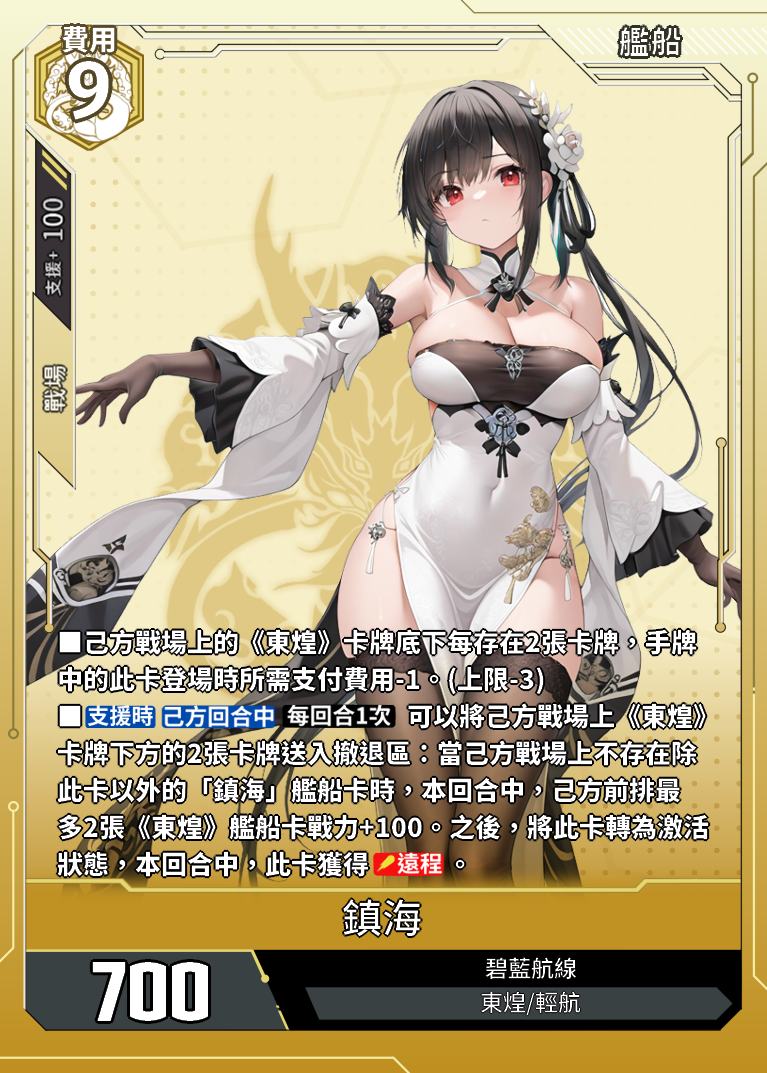 費用
9
艦船
支援+ 100
戰場
■己方戰場上的《東煌》卡牌底下每存在2張卡牌，手牌
中的此卡登場時所需支付費用-1。(上限-3)
■支援時 己方回合中 每回合1次 可以將己方戰場上《東煌》
卡牌下方的2張卡牌送入撤退區：當己方戰場上不存在除
此卡以外的「鎮海」艦船卡時，本回合中，己方前排最
多2張《東煌》艦船卡戰力+100。之後，將此卡轉為激活
狀態，本回合中，此卡獲得 遠程 。
鎮海
700
碧藍航線
東煌/輕航